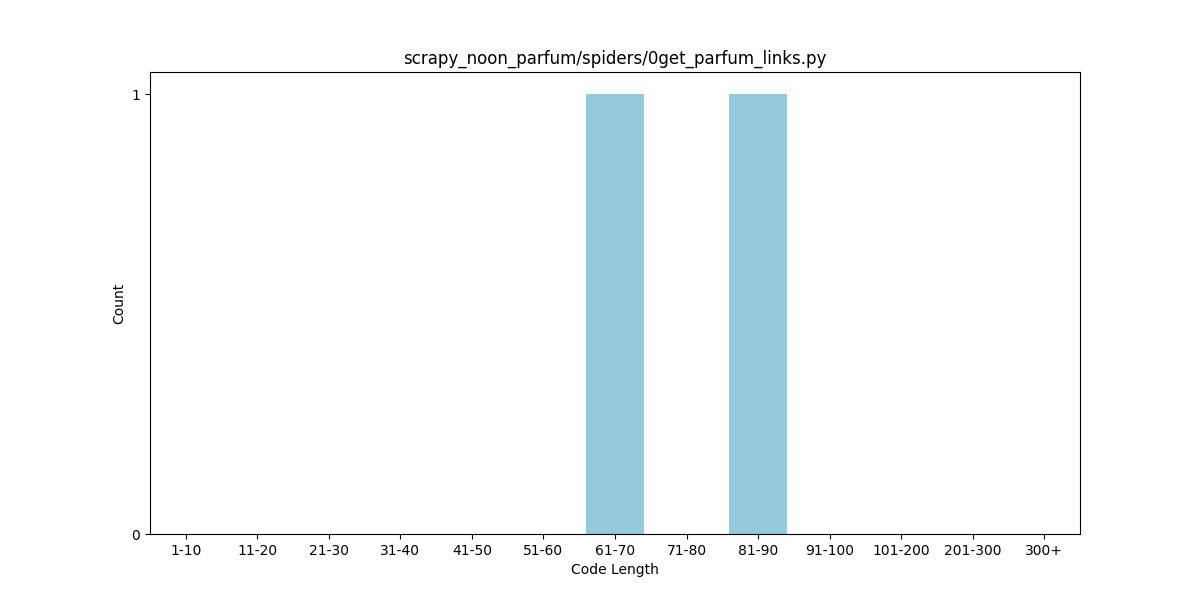 scrapy_noon_parfum/spiders/0get_parfum_links.py
1
Count
0
1-10 11-20 21-30 31-40 41-50 51-60 61-70 71-80 81-90 91-100 101-200 201-300 300+
Code Length